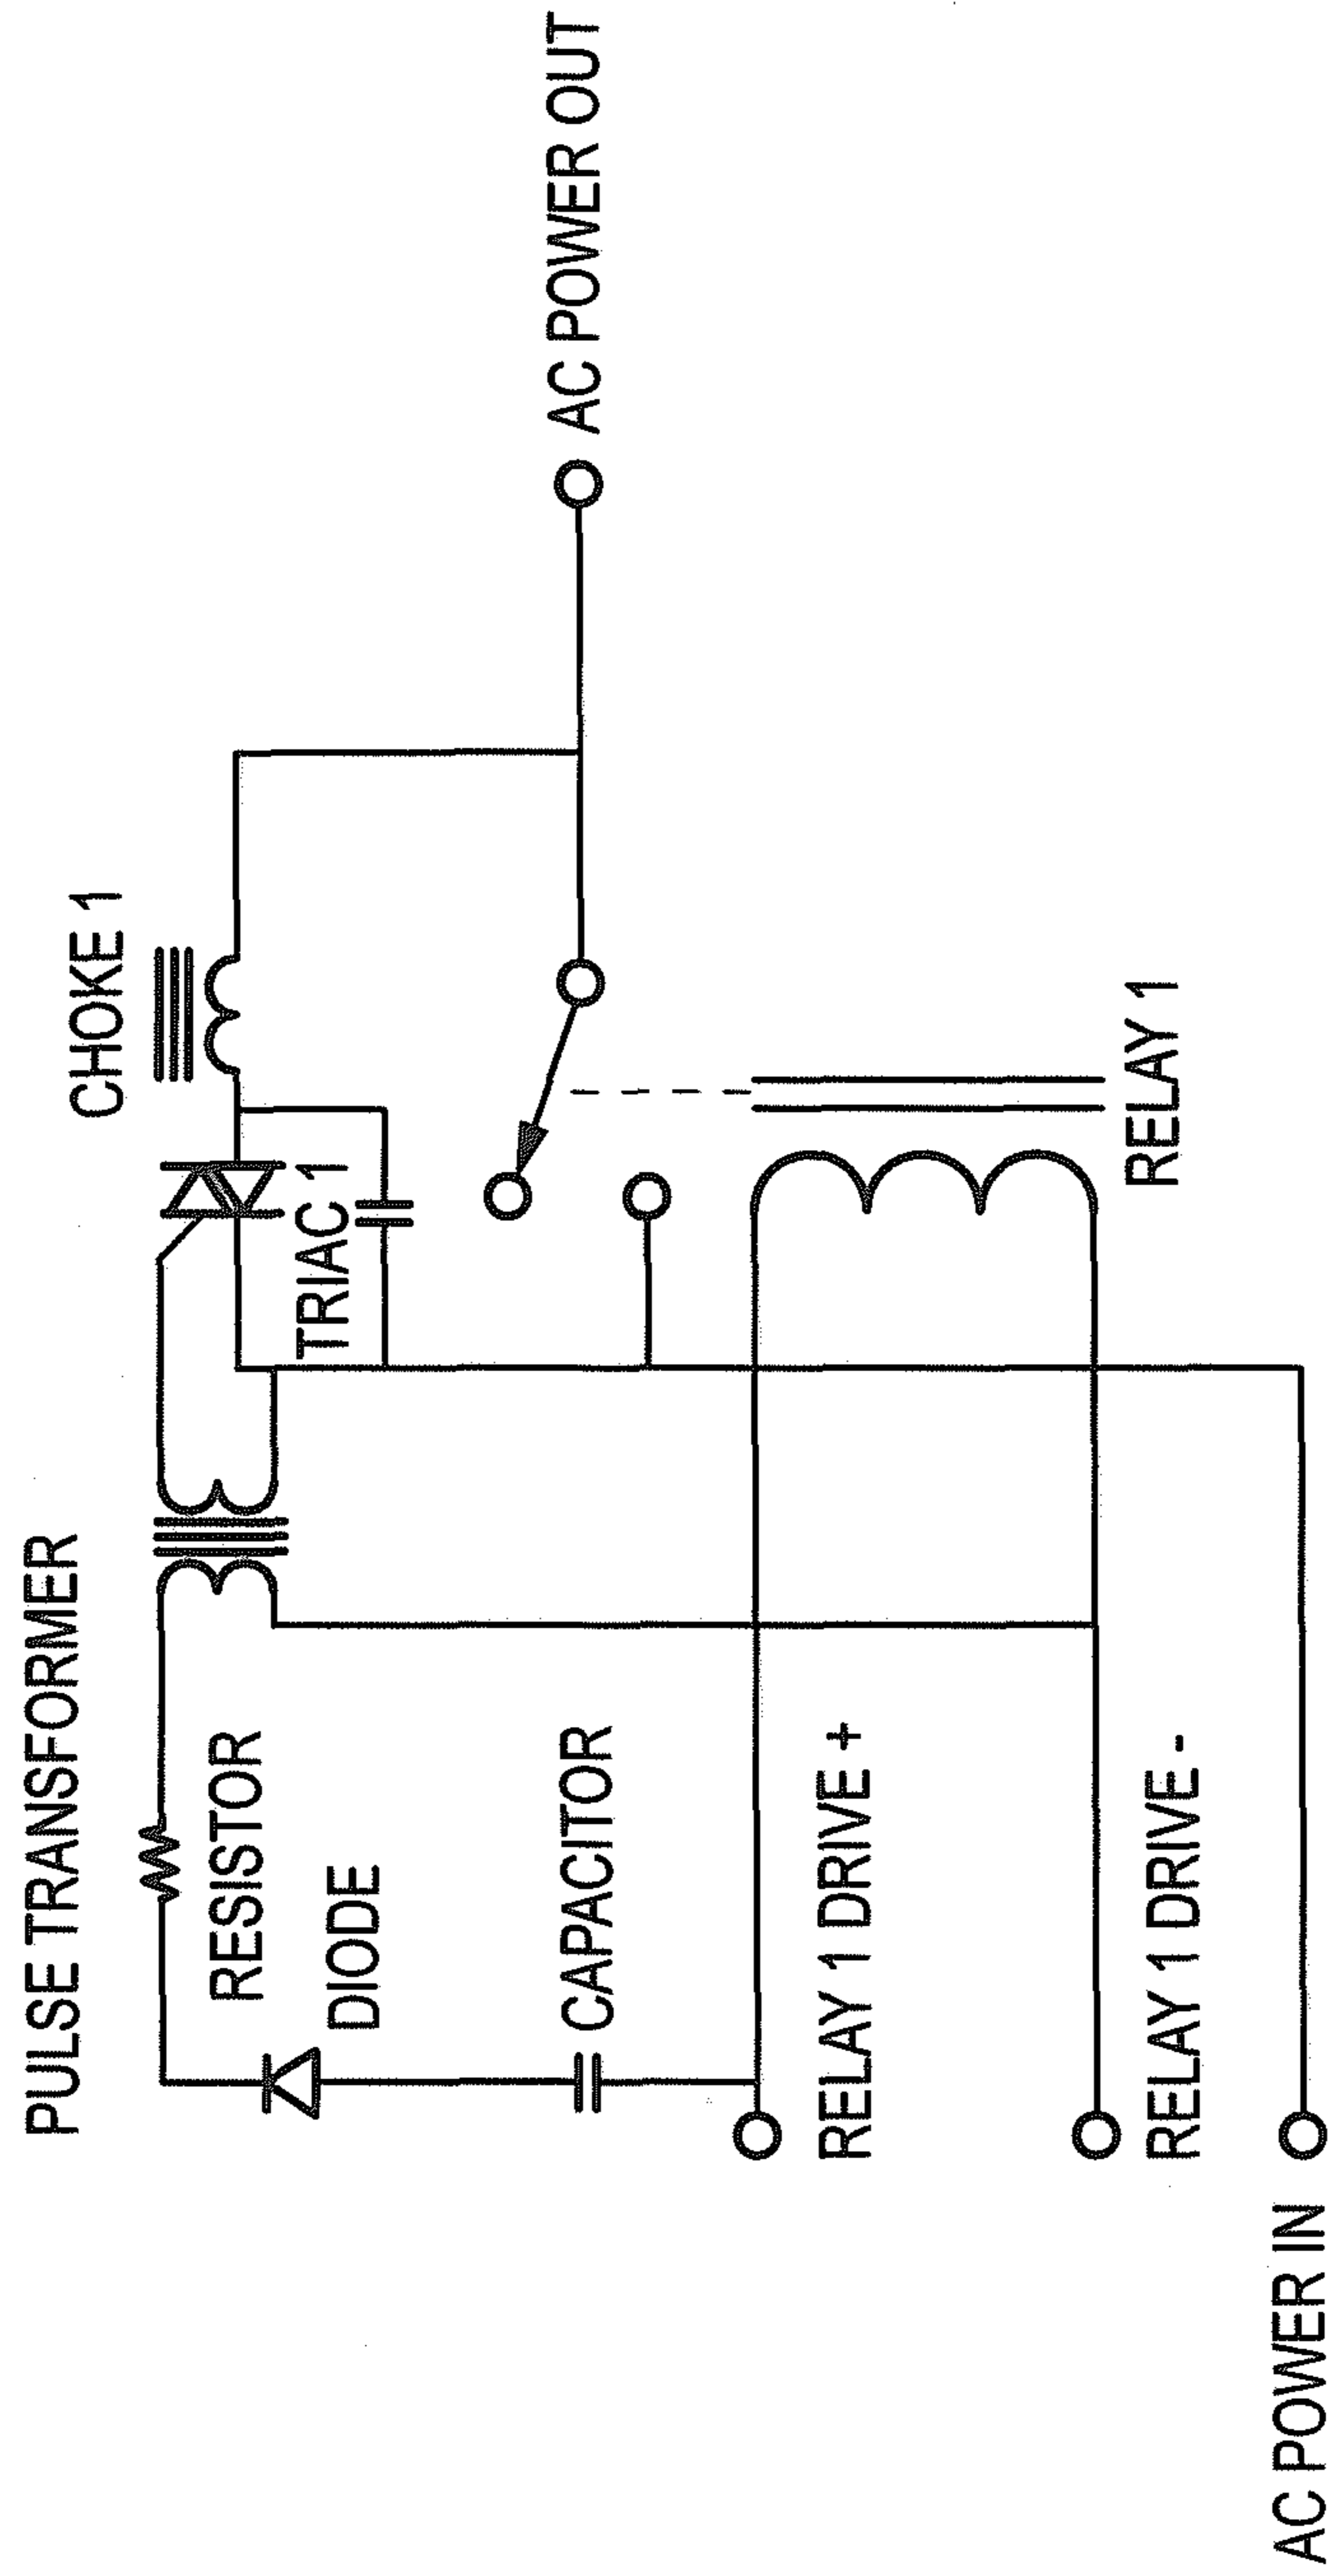 PULSE TRANSFORMER
CHOKE 1
RESISTOR
TRIAC 1
DIODE
CAPACITOR
AC POWER OUT
RELAY 1 DRIVE +
RELAY 1
RELAY 1 DRIVE -
AC POWER IN